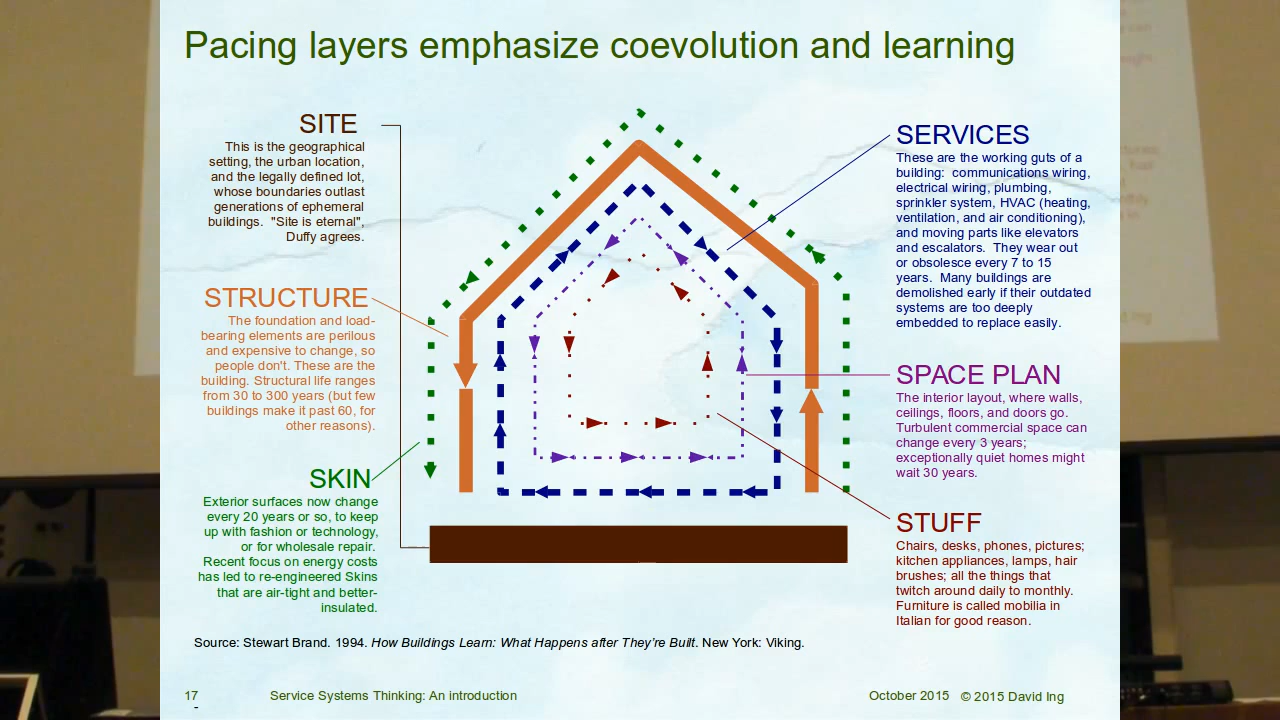 Pacing layers emphasize coevolution and learning
SITE
This is the geographical
setting, the urban location,
and the legally defined lot,
whose boundaries outlast
generations of ephemeral
buildings.  "Site is eternal",
Duffy agrees.
STRUCTURE
The foundation and load-
bearing elements are perilous
and expensive to change, so
people don't. These are the
building. Structural life ranges
from 30 to 300 years (but few
buildings make it past 60, for
other reasons).
SKIN
Exterior surfaces now change
every 20 years or so, to keep
up with fashion or technology,
or for wholesale repair.
Recent focus on energy costs
has led to re-engineered Skins
that are air-tight and better-
insulated.
SERVICES
These are the working guts of a
building:  communications wiring,
electrical wiring, plumbing,
sprinkler system, HVAC (heating,
ventilation, and air conditioning),
and moving parts like elevators
and escalators.  They wear out
or obsolesce every 7 to 15
years.  Many buildings are
demolished early if their outdated
systems are too deeply
embedded to replace easily.
SPACE PLAN
The interior layout, where walls,
ceilings, floors, and doors go.
Turbulent commercial space can
change every 3 years;
exceptionally quiet homes might
wait 30 years.
STUFF
Chairs, desks, phones, pictures;
kitchen appliances, lamps, hair
brushes; all the things that
twitch around daily to monthly.
Furniture is called mobilia in
Italian for good reason.
Source: Stewart Brand. 1994. How Buildings Learn: What Happens after They're Built. New York: Viking.
17
-
Service Systems Thinking: An introduction
October 2015
© 2015 David Ing